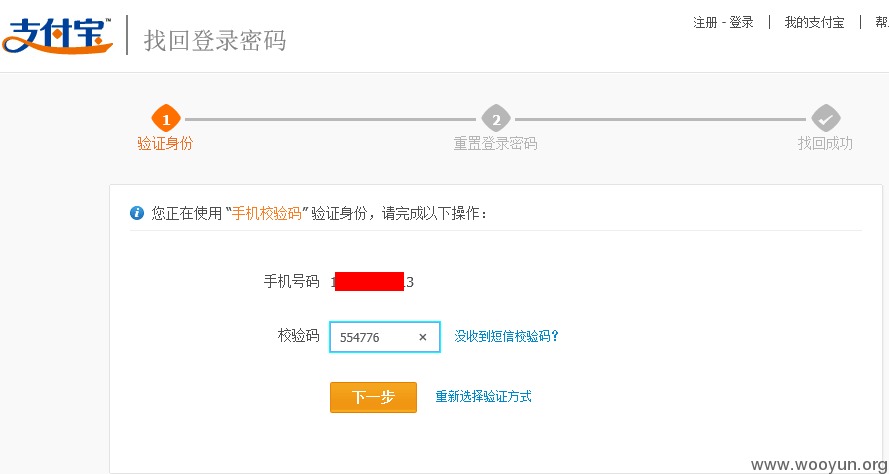 支付宝™ 找回登录密码 注册 - 登录 | 我的支付宝 |
1 2
验证身份 重置登录密码 找回成功
您正在使用“手机校验码”验证身份，请完成以下操作：
手机号码 3
校验码 554776 × 没收到短信校验码？
下一步 重新选择验证方式
www.wooyun.org